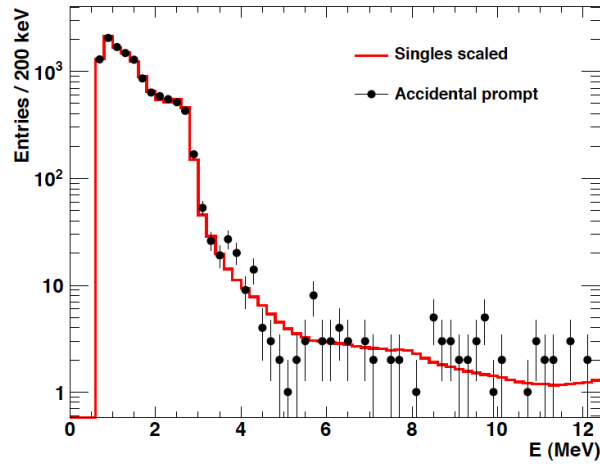 Entries / 200 keV
10³
10²
10
1
Singles scaled
Accidental prompt
0 2 4 6 8 10 12
E (MeV)